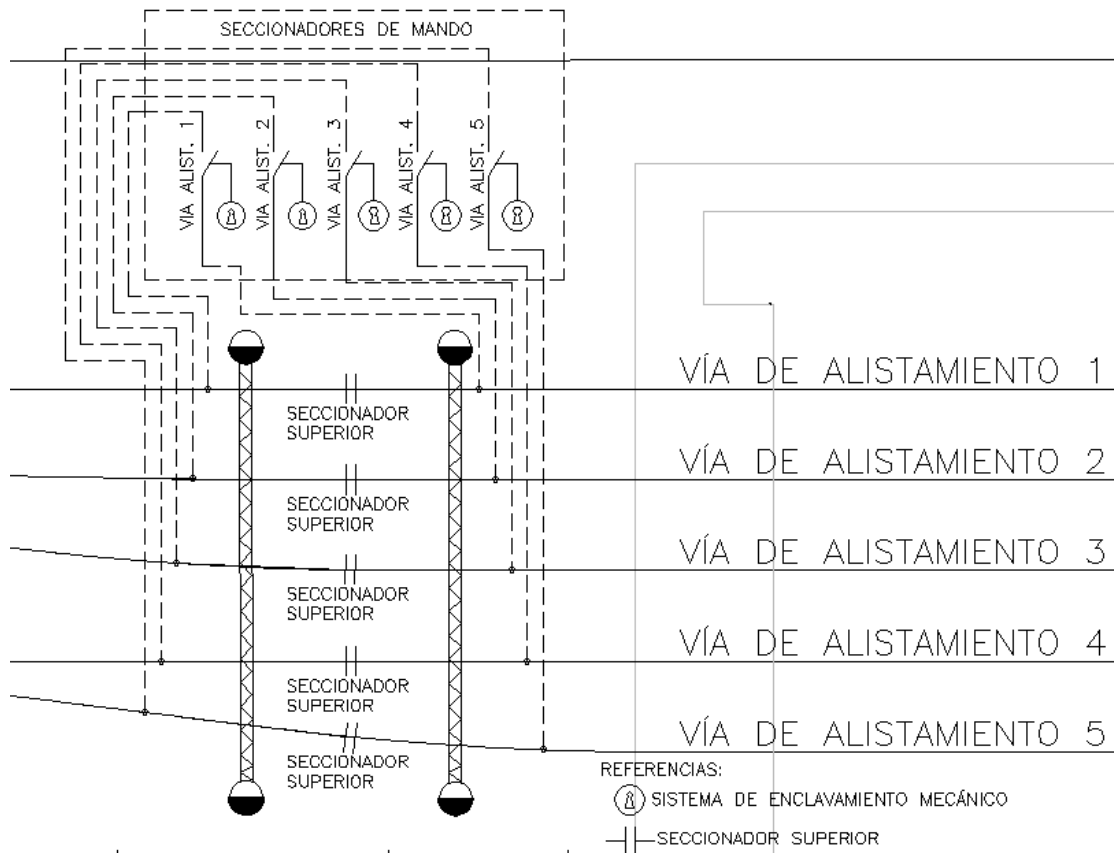 SECCIONADORES DE MANDO
VIA ALIST. 1
VIA ALIST. 2
VIA ALIST. 3
VIA ALIST. 4
VIA ALIST. 5
VÍA DE ALISTAMIENTO 1
SECCIONADOR
SUPERIOR
VÍA DE ALISTAMIENTO 2
SECCIONADOR
SUPERIOR
VÍA DE ALISTAMIENTO 3
SECCIONADOR
SUPERIOR
VÍA DE ALISTAMIENTO 4
SECCIONADOR
SUPERIOR
VÍA DE ALISTAMIENTO 5
SECCIONADOR
SUPERIOR
REFERENCIAS:
SISTEMA DE ENCLAVAMIENTO MECÁNICO
SECCIONADOR SUPERIOR